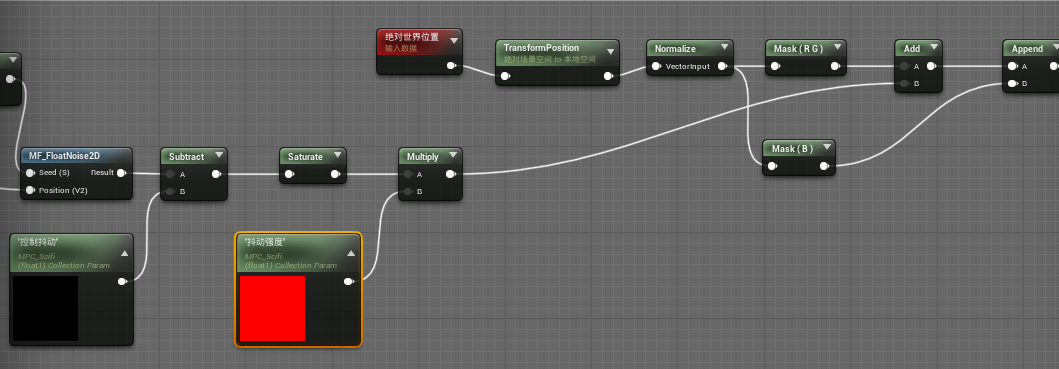 绝对世界位置
输入数据
TransformPosition
绝对场景空间 to 本地空间
Normalize
VectorInput
Mask ( R G )
Add
A
B
Append
A
B
Mask ( B )
MF_FloatNoise2D
Seed (S) Result
Position (V2)
Subtract
A
B
Saturate
Multiply
A
B
"控制抖动"
MPC_Scifi
(float1) Collection Param
"抖动强度"
MPC_Scifi
(float1) Collection Param